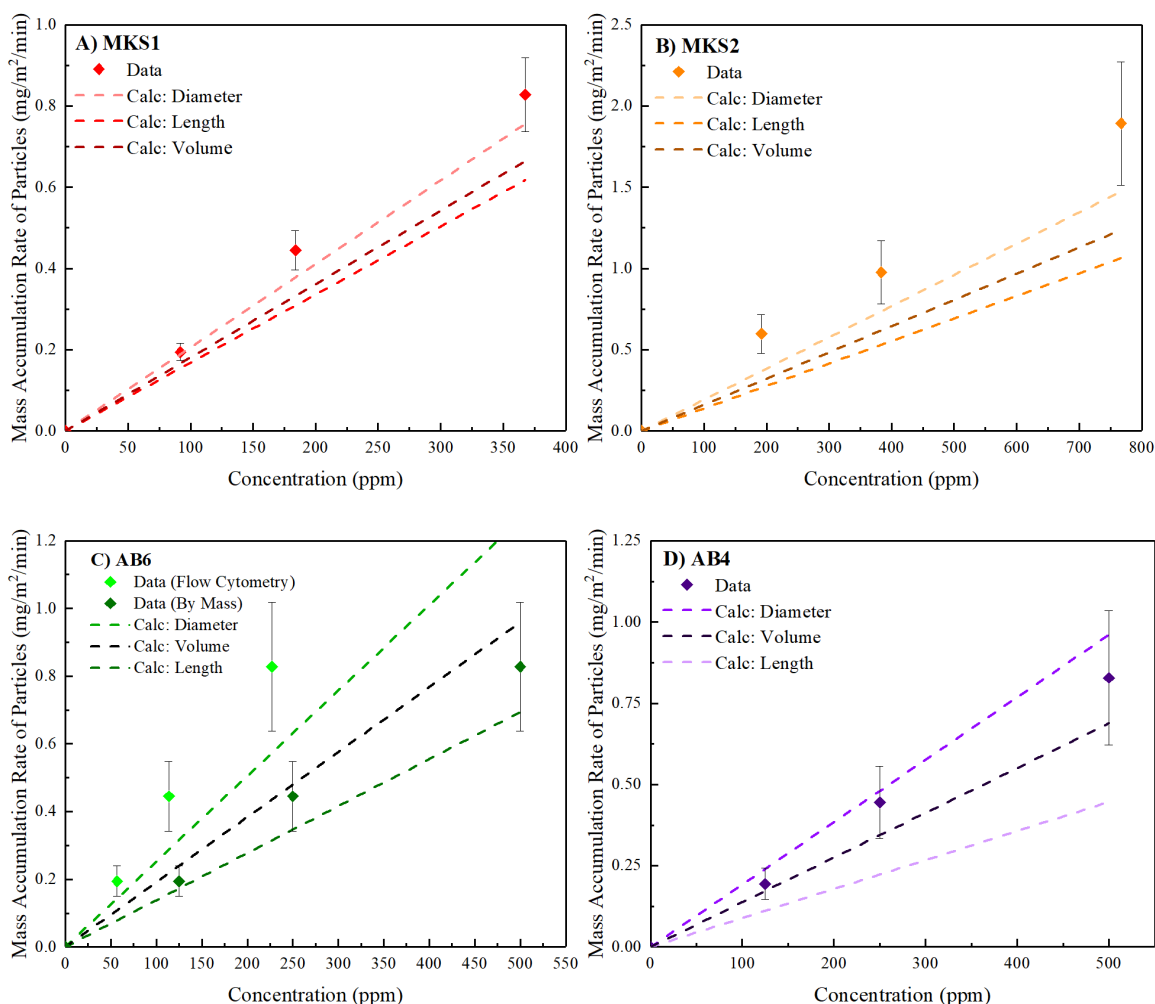 A) MKS1
Data
Calc: Diameter
Calc: Length
Calc: Volume
Mass Accumulation Rate of Particles (mg/m²/min)
1.0
0.8
0.6
0.4
0.2
0.0
0 50 100 150 200 250 300 350 400
Concentration (ppm)
B) MKS2
Data
Calc: Diameter
Calc: Length
Calc: Volume
Mass Accumulation Rate of Particles (mg/m²/min)
2.5
2.0
1.5
1.0
0.5
0.0
0 100 200 300 400 500 600 700 800
Concentration (ppm)
C) AB6
Data (Flow Cytometry)
Data (By Mass)
Calc: Diameter
Calc: Volume
Calc: Length
Mass Accumulation Rate of Particles (mg/m²/min)
1.2
1.0
0.8
0.6
0.4
0.2
0.0
0 50 100 150 200 250 300 350 400 450 500 550
Concentration (ppm)
D) AB4
Data
Calc: Diameter
Calc: Volume
Calc: Length
Mass Accumulation Rate of Particles (mg/m²/min)
1.25
1.00
0.75
0.50
0.25
0.00
0 100 200 300 400 500
Concentration (ppm)